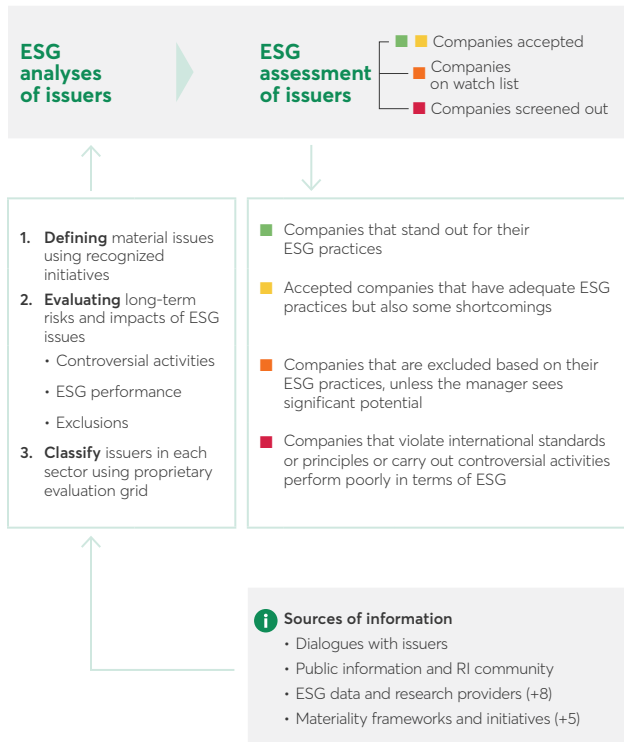 ESG
analyses
of issuers
ESG
assessment
of issuers
Companies accepted
Companies
on watch list
Companies screened out
1. Defining material issues
using recognized
initiatives
2. Evaluating long-term
risks and impacts of ESG
issues
• Controversial activities
• ESG performance
• Exclusions
3. Classify issuers in each
sector using proprietary
evaluation grid
Companies that stand out for their
ESG practices
Accepted companies that have adequate ESG
practices but also some shortcomings
Companies that are excluded based on their
ESG practices, unless the manager sees
significant potential
Companies that violate international standards
or principles or carry out controversial activities
perform poorly in terms of ESG
i Sources of information
• Dialogues with issuers
• Public information and RI community
• ESG data and research providers (+8)
• Materiality frameworks and initiatives (+5)